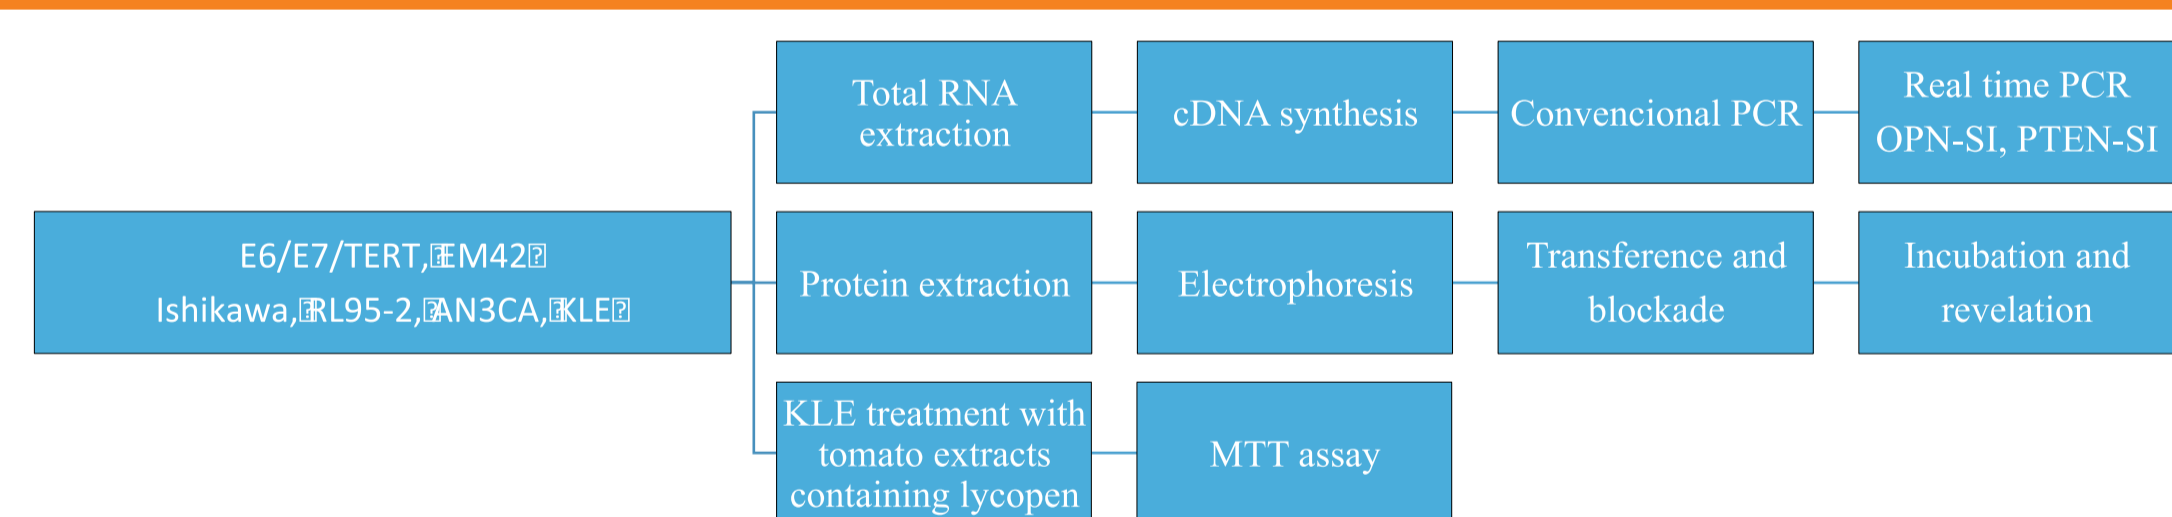 Total RNA
extraction
cDNA synthesis
Convencional PCR
Real time PCR
OPN-SI, PTEN-SI
E6/E7/TERT, EM42
Ishikawa, RL95-2, AN3CA, KLE
Protein extraction
Electrophoresis
Transference and
blockade
Incubation and
revelation
KLE treatment with
tomato extracts
containing lycopen
MTT assay